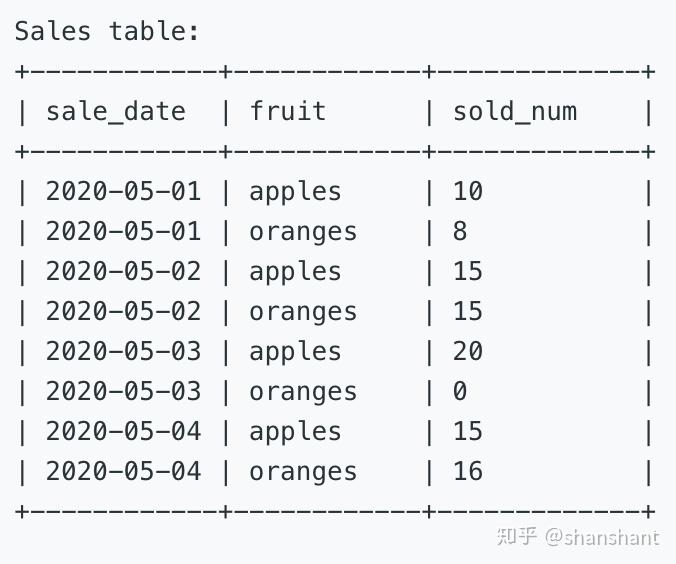 Sales table:
+------------+------------+-------------+
| sale_date  | fruit      | sold_num    |
+------------+------------+-------------+
| 2020-05-01 | apples     | 10          |
| 2020-05-01 | oranges    | 8           |
| 2020-05-02 | apples     | 15          |
| 2020-05-02 | oranges    | 15          |
| 2020-05-03 | apples     | 20          |
| 2020-05-03 | oranges    | 0           |
| 2020-05-04 | apples     | 15          |
| 2020-05-04 | oranges    | 16          |
+------------+------------+-------------+
知乎 @shanshant